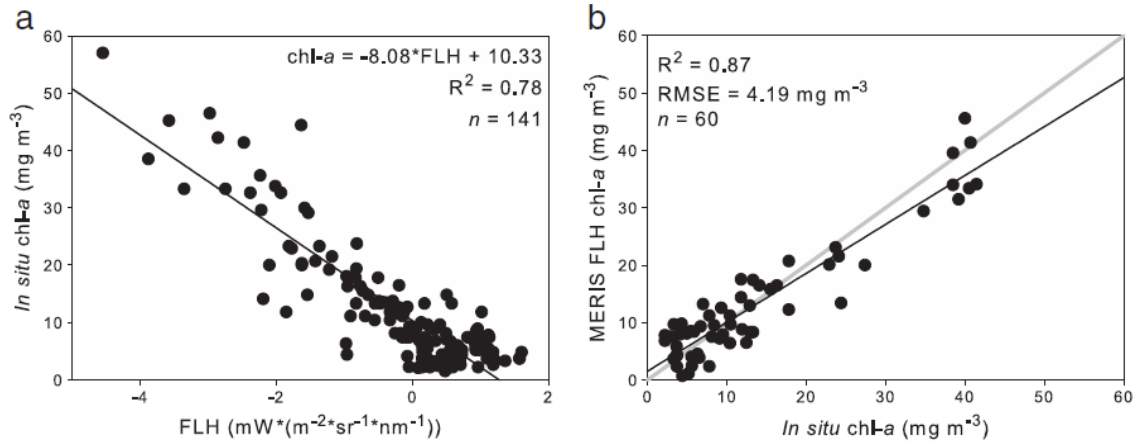 a
chl-a = -8.08*FLH + 10.33
R² = 0.78
n = 141
In situ chl-a (mg m⁻³)
60
50
40
30
20
10
0
−4
−2
0
2
FLH (mW*(m⁻²*sr⁻¹*nm⁻¹))
b
R² = 0.87
RMSE = 4.19 mg m⁻³
n = 60
MERIS FLH chl-a (mg m⁻³)
60
50
40
30
20
10
0
0
10
20
30
40
50
60
In situ chl-a (mg m⁻³)